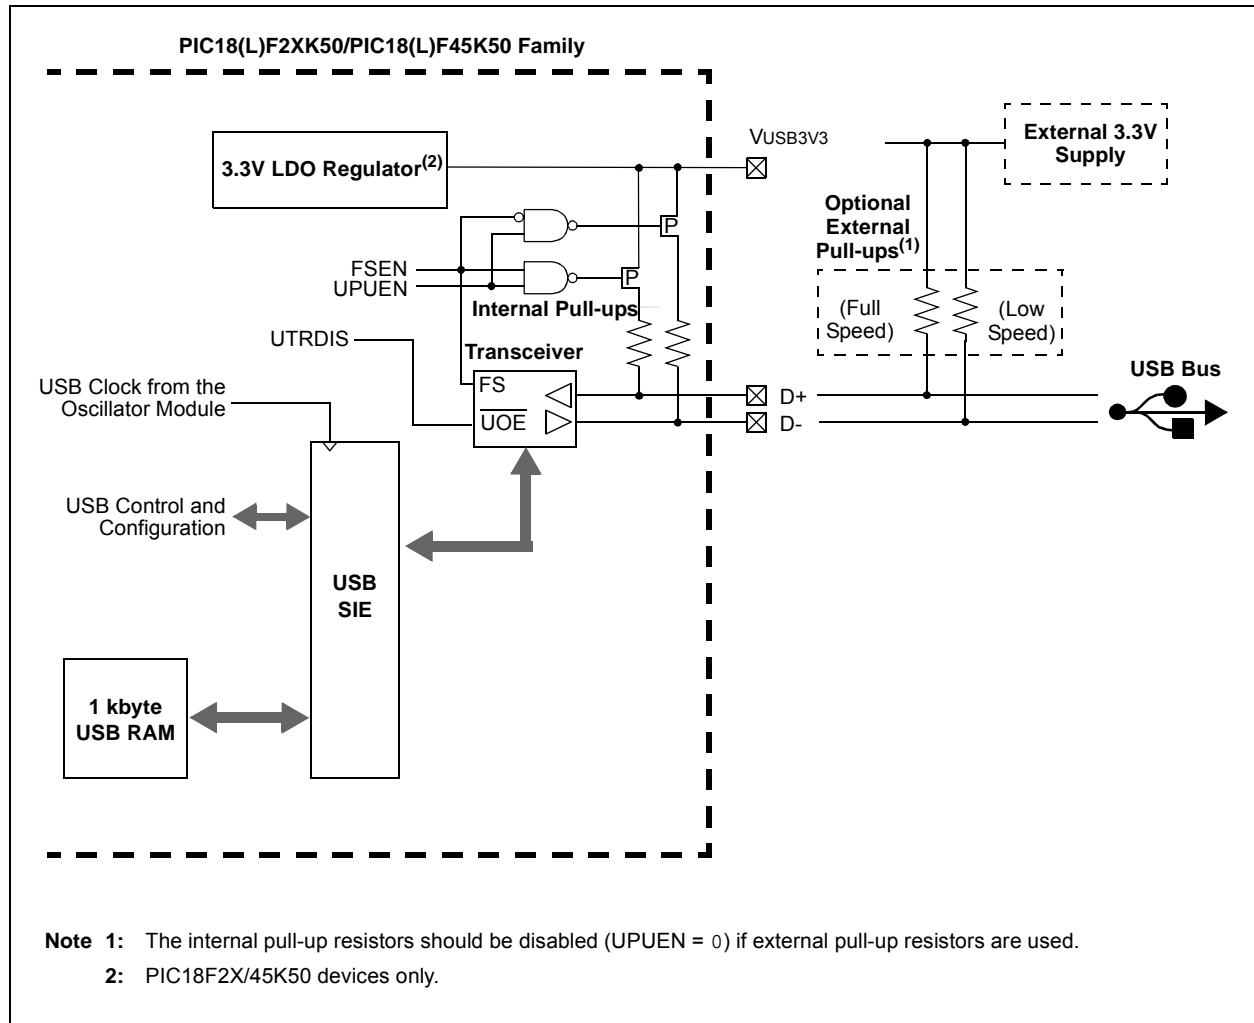 PIC18(L)F2XK50/PIC18(L)F45K50 Family
3.3V LDO Regulator(2)
VUSB3V3
External 3.3V
Supply
Optional
External
Pull-ups(1)
P
P
FSEN
UPUEN
Internal Pull-ups
(Full
Speed)
(Low
Speed)
UTRDIS
Transceiver
FS
UOE
USB Clock from the
Oscillator Module
D+
D-
USB Bus
USB Control and
Configuration
USB
SIE
1 kbyte
USB RAM
Note 1: The internal pull-up resistors should be disabled (UPUEN = 0) if external pull-up resistors are used.
2: PIC18F2X/45K50 devices only.